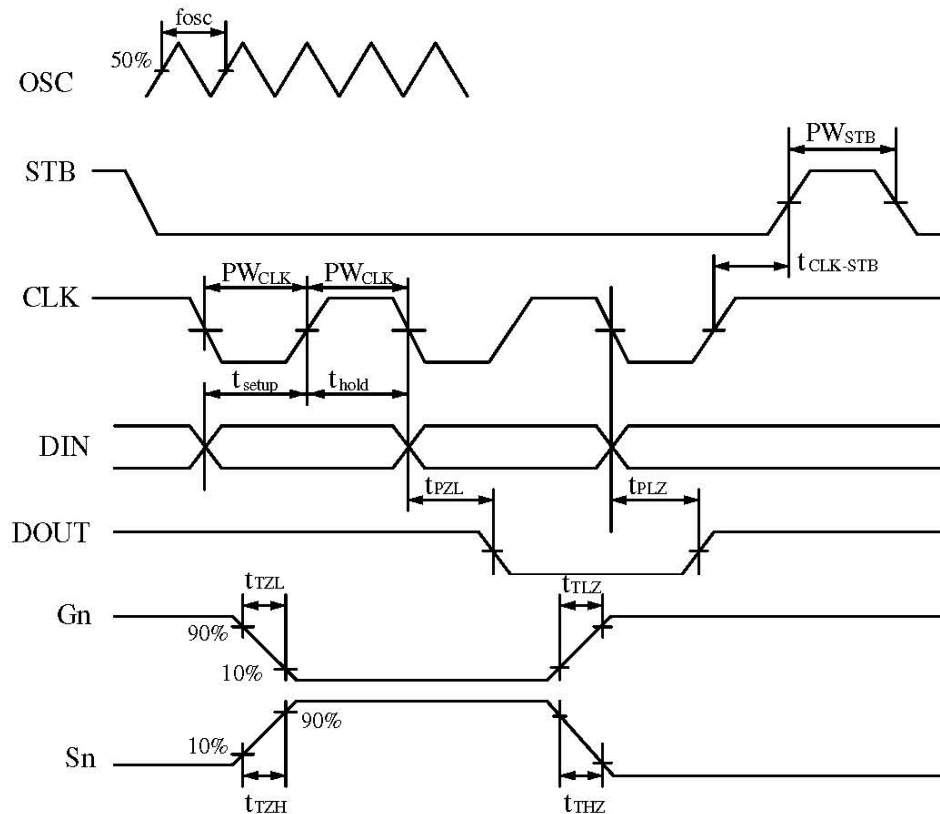 fosc
50%
OSC
PWSTB
STB
tCLK-STB
PWCLK PWCLK
CLK
tsetup thold
DIN
tPZL tPLZ
DOUT
tTZL tTLZ
Gn
90%
10%
90%
10%
Sn
tTZH tTHZ